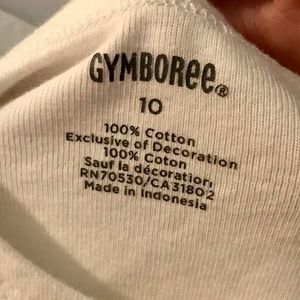 GYMBOREE®
10
100% Cotton
Exclusive of Decoration
100% Coton
Sauf la décoration,
RN70530/CA31802
Made in Indonesia